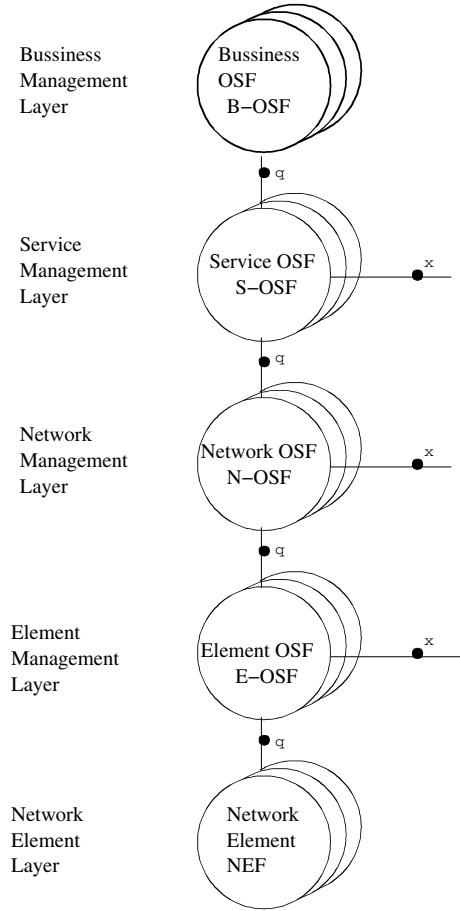 Bussiness
Management
Layer
Bussiness
OSF
B−OSF
q
Service
Management
Layer
Service OSF
S−OSF
x
q
Network
Management
Layer
Network OSF
N−OSF
x
q
Element
Management
Layer
Element OSF
E−OSF
x
q
Network
Element
Layer
Network
Element
NEF